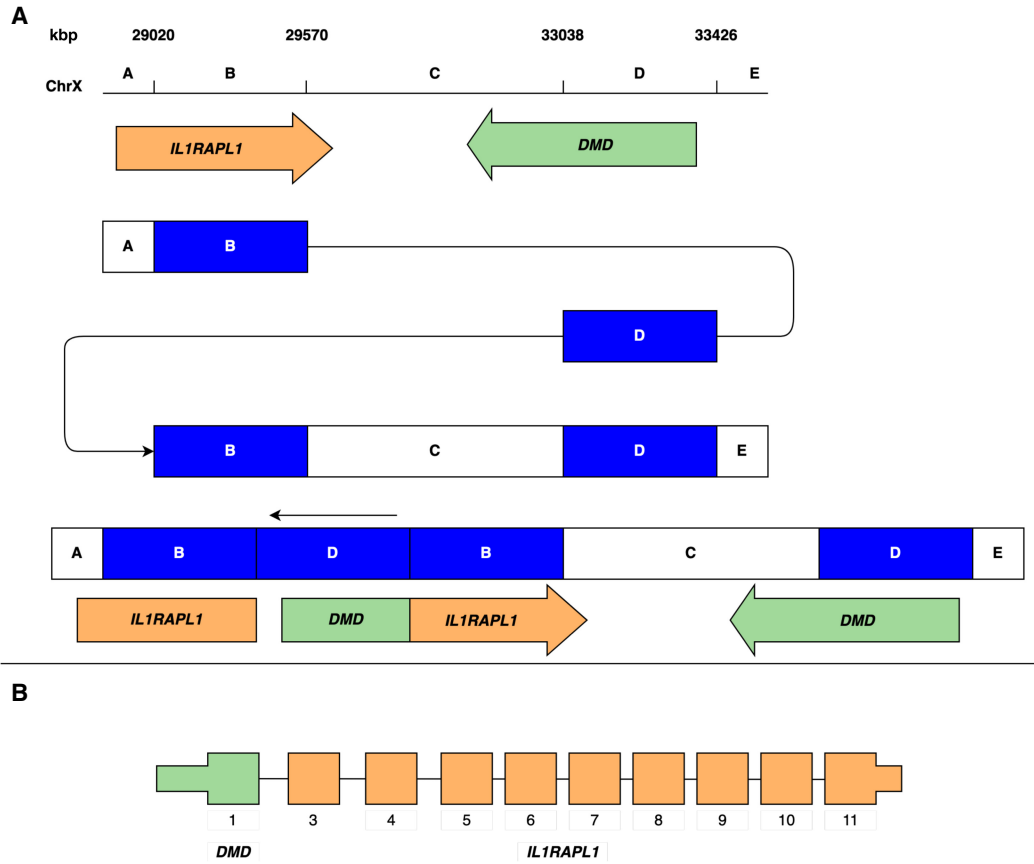 A
kbp 29020 29570 33038 33426
A B C D E
ChrX
IL1RAPL1 DMD
A B
D
B C D E
A B D B C D E
IL1RAPL1 DMD IL1RAPL1 DMD
B
1 3 4 5 6 7 8 9 10 11
DMD IL1RAPL1